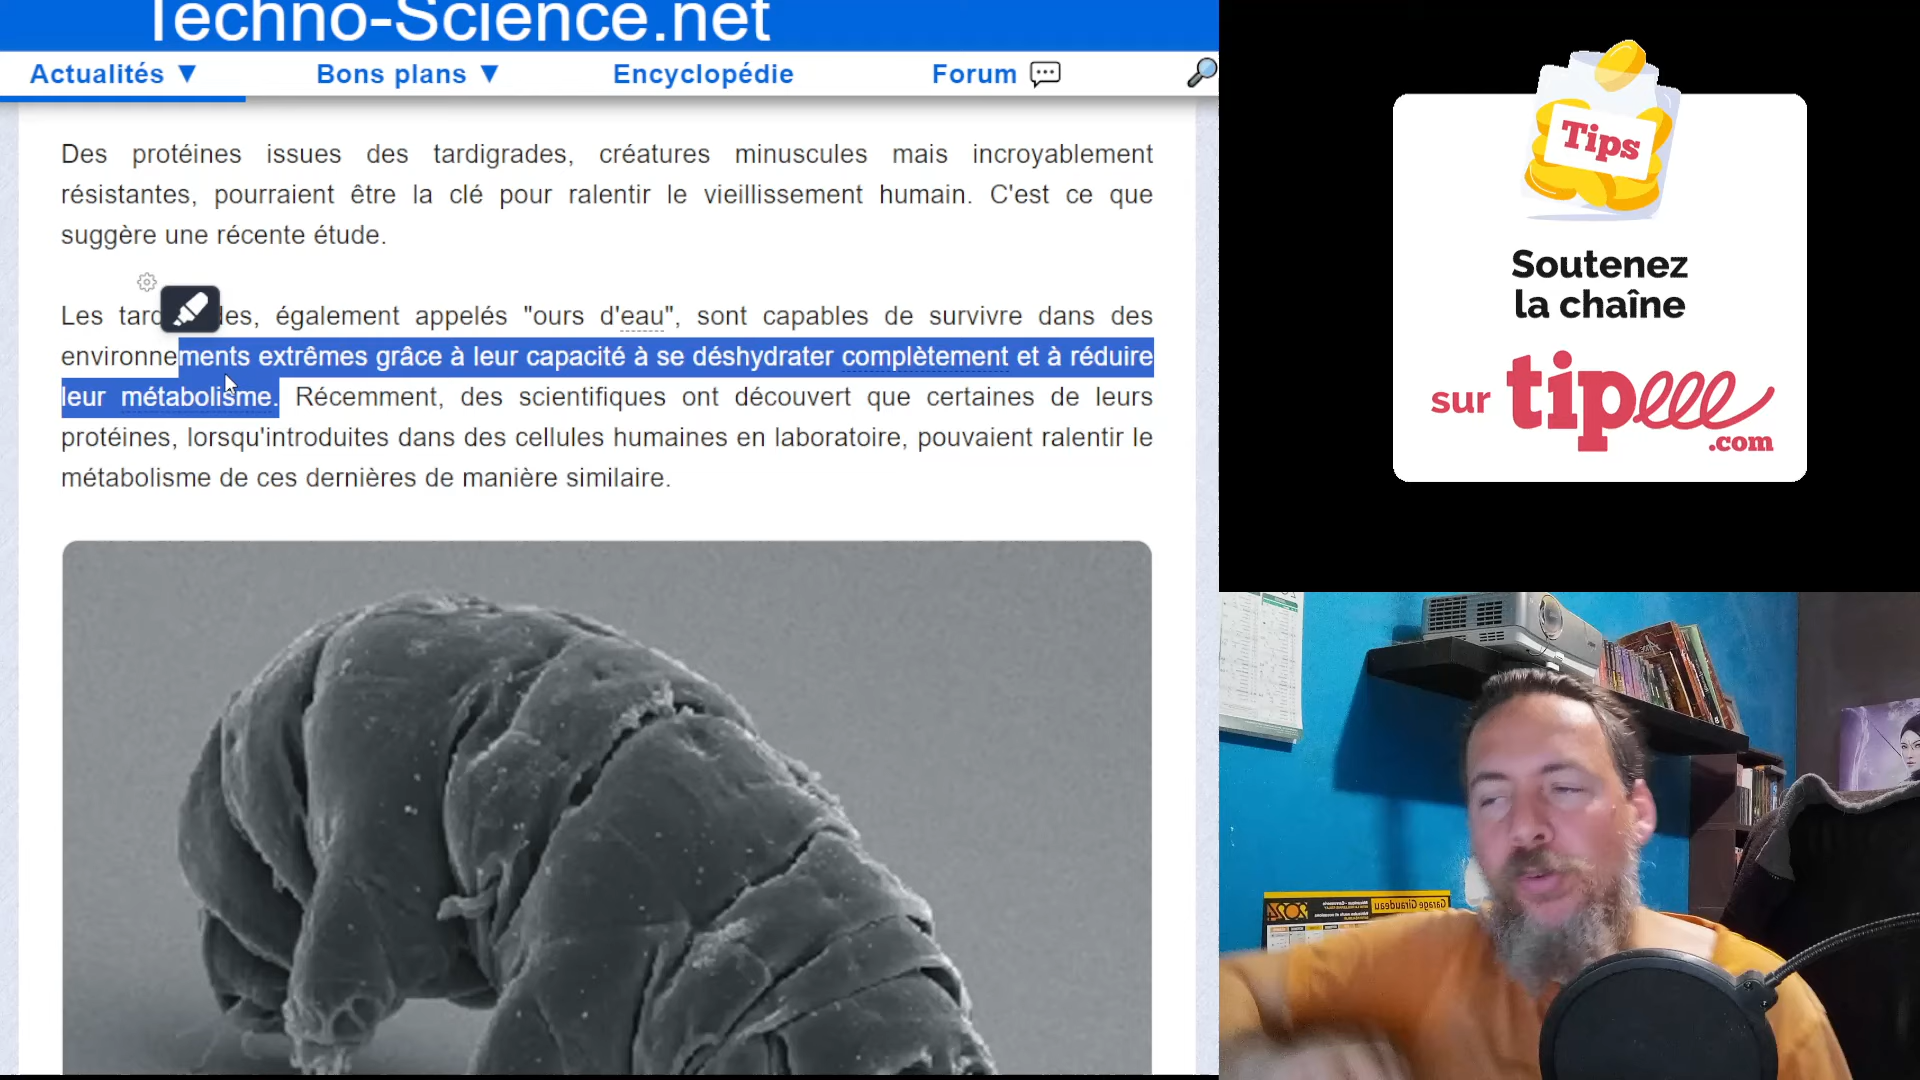 Techno-Science.net
Actualités ▼
Bons plans ▼
Encyclopédie
Forum
Des protéines issues des tardigrades, créatures minuscules mais incroyablement
résistantes, pourraient être la clé pour ralentir le vieillissement humain. C'est ce que
suggère une récente étude.
Les tard des, également appelés "ours d'eau", sont capables de survivre dans des
environnements extrêmes grâce à leur capacité à se déshydrater complètement et à réduire
leur métabolisme. Récemment, des scientifiques ont découvert que certaines de leurs
protéines, lorsqu'introduites dans des cellules humaines en laboratoire, pouvaient ralentir le
métabolisme de ces dernières de manière similaire.
Tips
Soutenez
la chaîne
sur tipeee
.com
Garage Giraudeau
2024